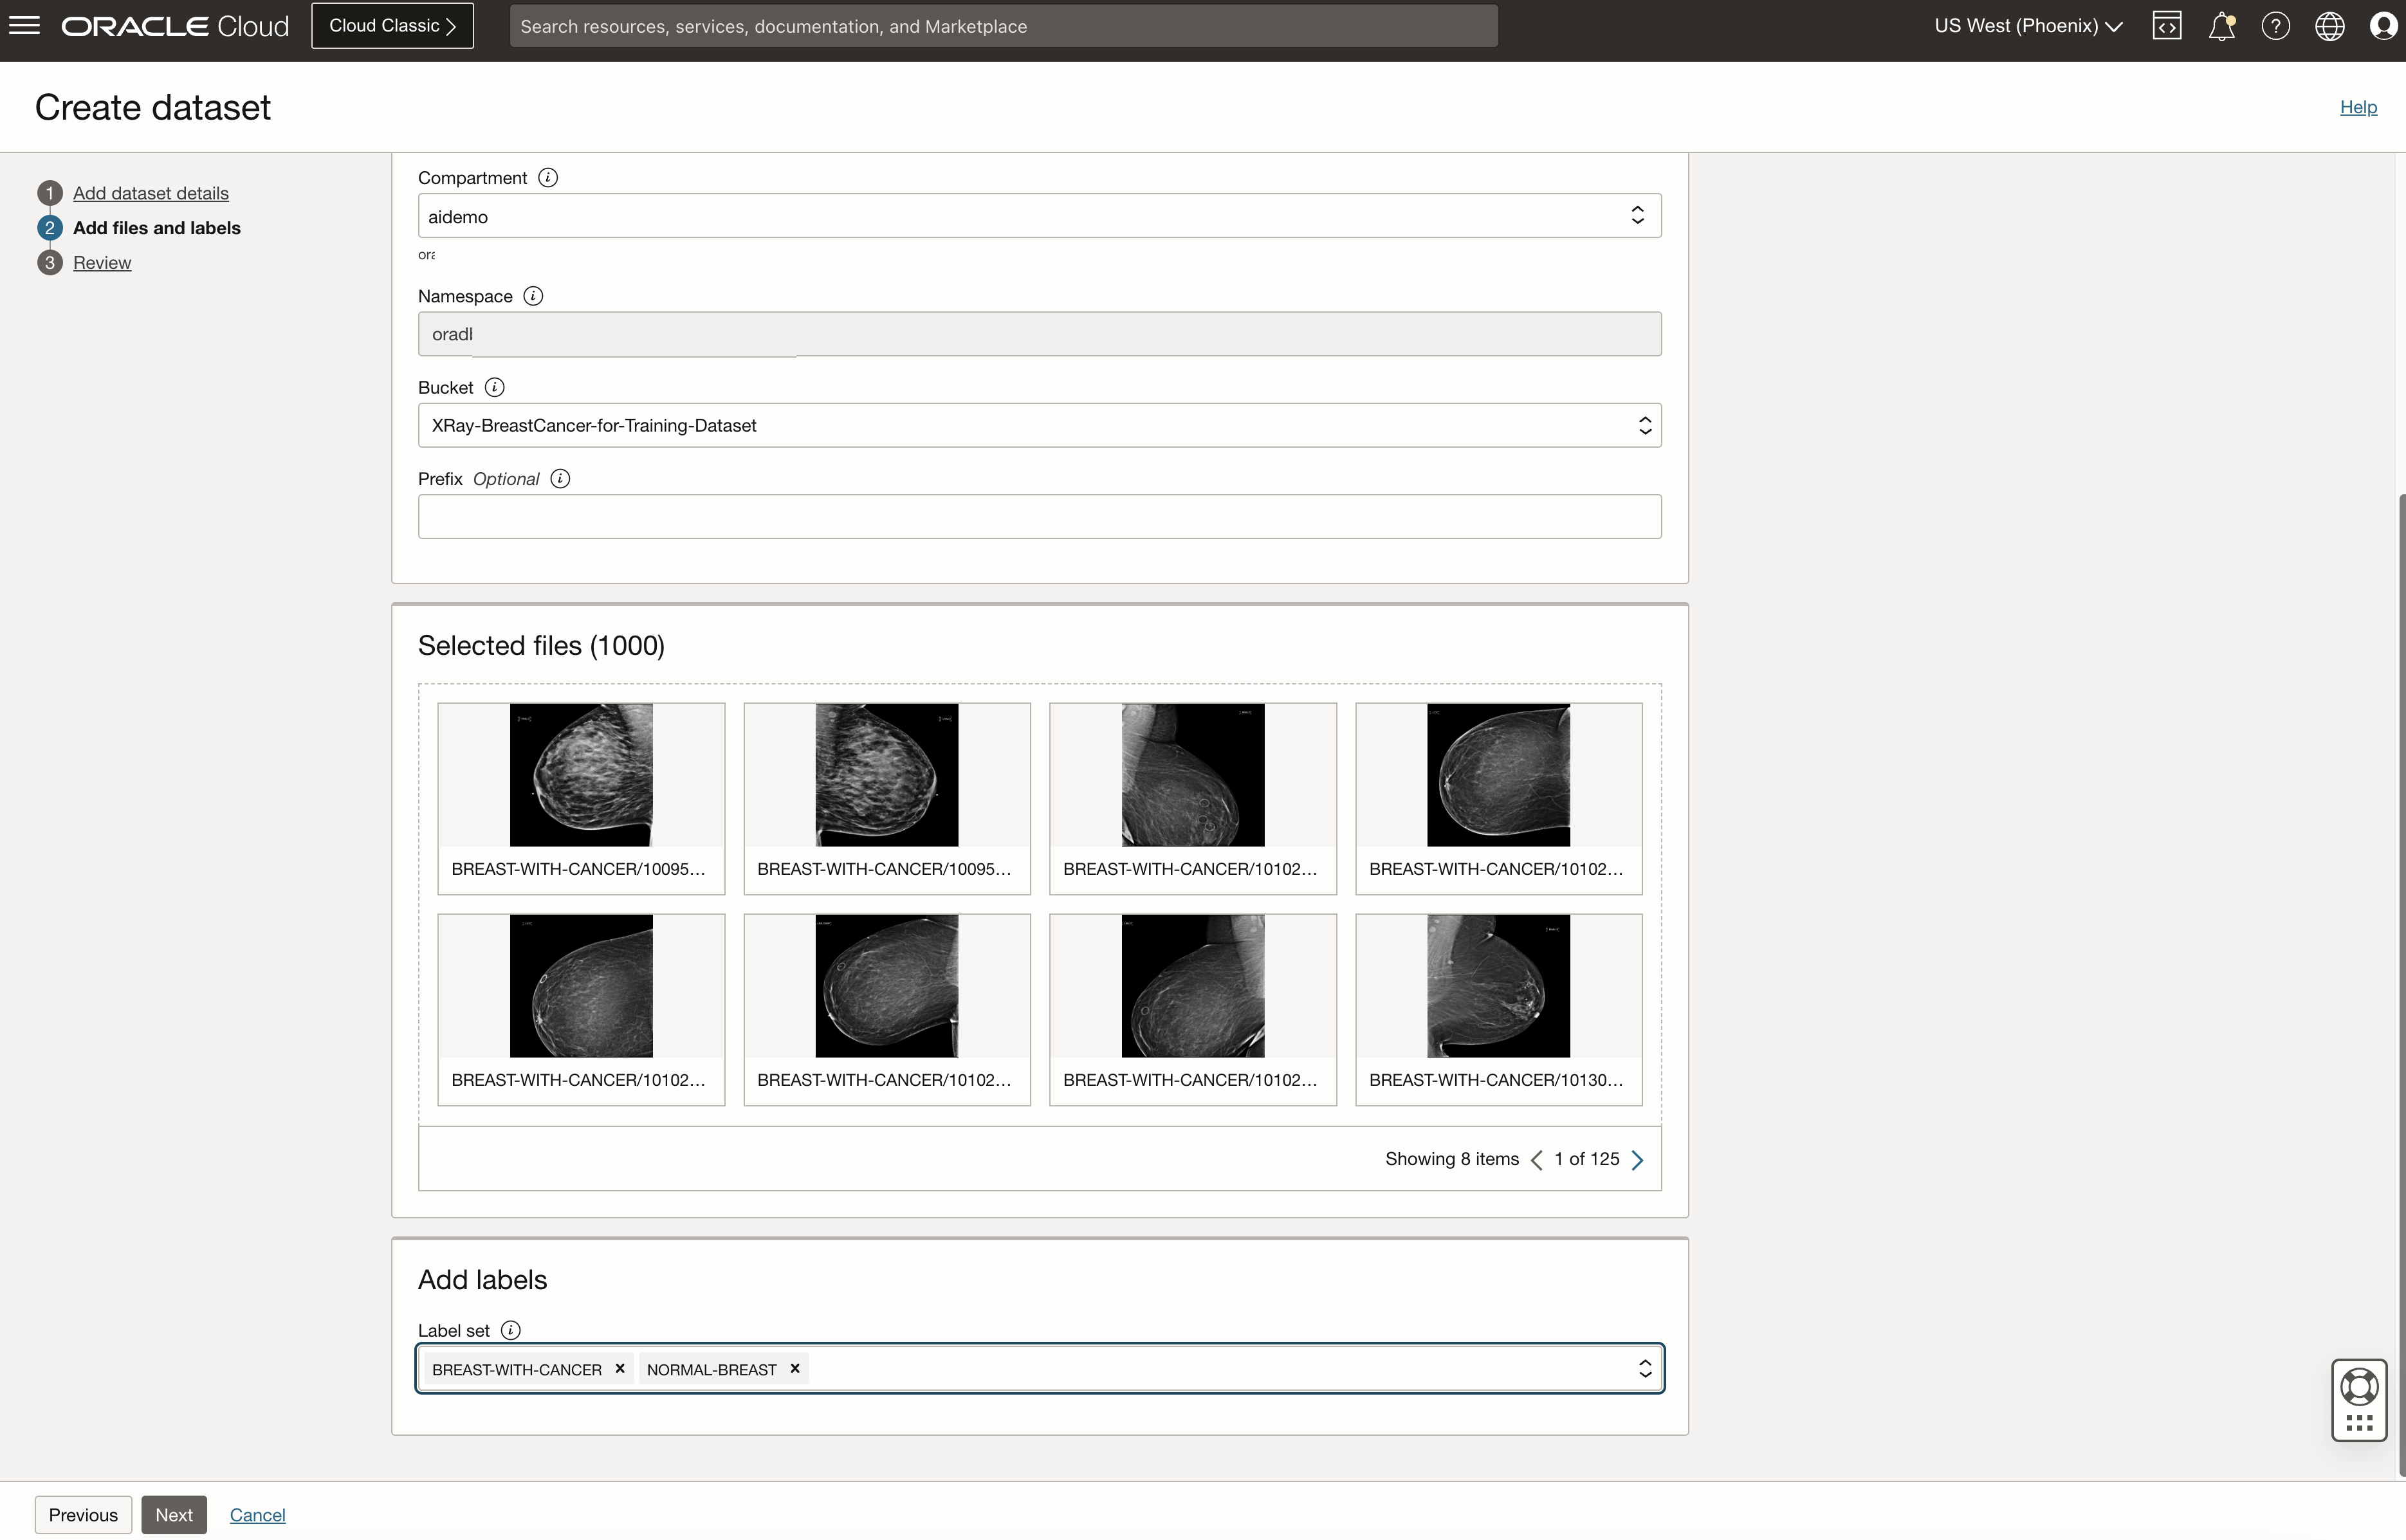 ORACLE Cloud
Cloud Classic
Search resources, services, documentation, and Marketplace
US West (Phoenix)
Create dataset
Help
1 Add dataset details
2 Add files and labels
3 Review
Compartment
aidemo
Namespace
Bucket
XRay-BreastCancer-for-Training-Dataset
Prefix Optional
Selected files (1000)
BREAST-WITH-CANCER/10095... BREAST-WITH-CANCER/10095... BREAST-WITH-CANCER/10102... BREAST-WITH-CANCER/10102...
BREAST-WITH-CANCER/10102... BREAST-WITH-CANCER/10102... BREAST-WITH-CANCER/10102... BREAST-WITH-CANCER/10130...
Showing 8 items 1 of 125
Add labels
Label set
BREAST-WITH-CANCER × NORMAL-BREAST ×
Previous Next Cancel